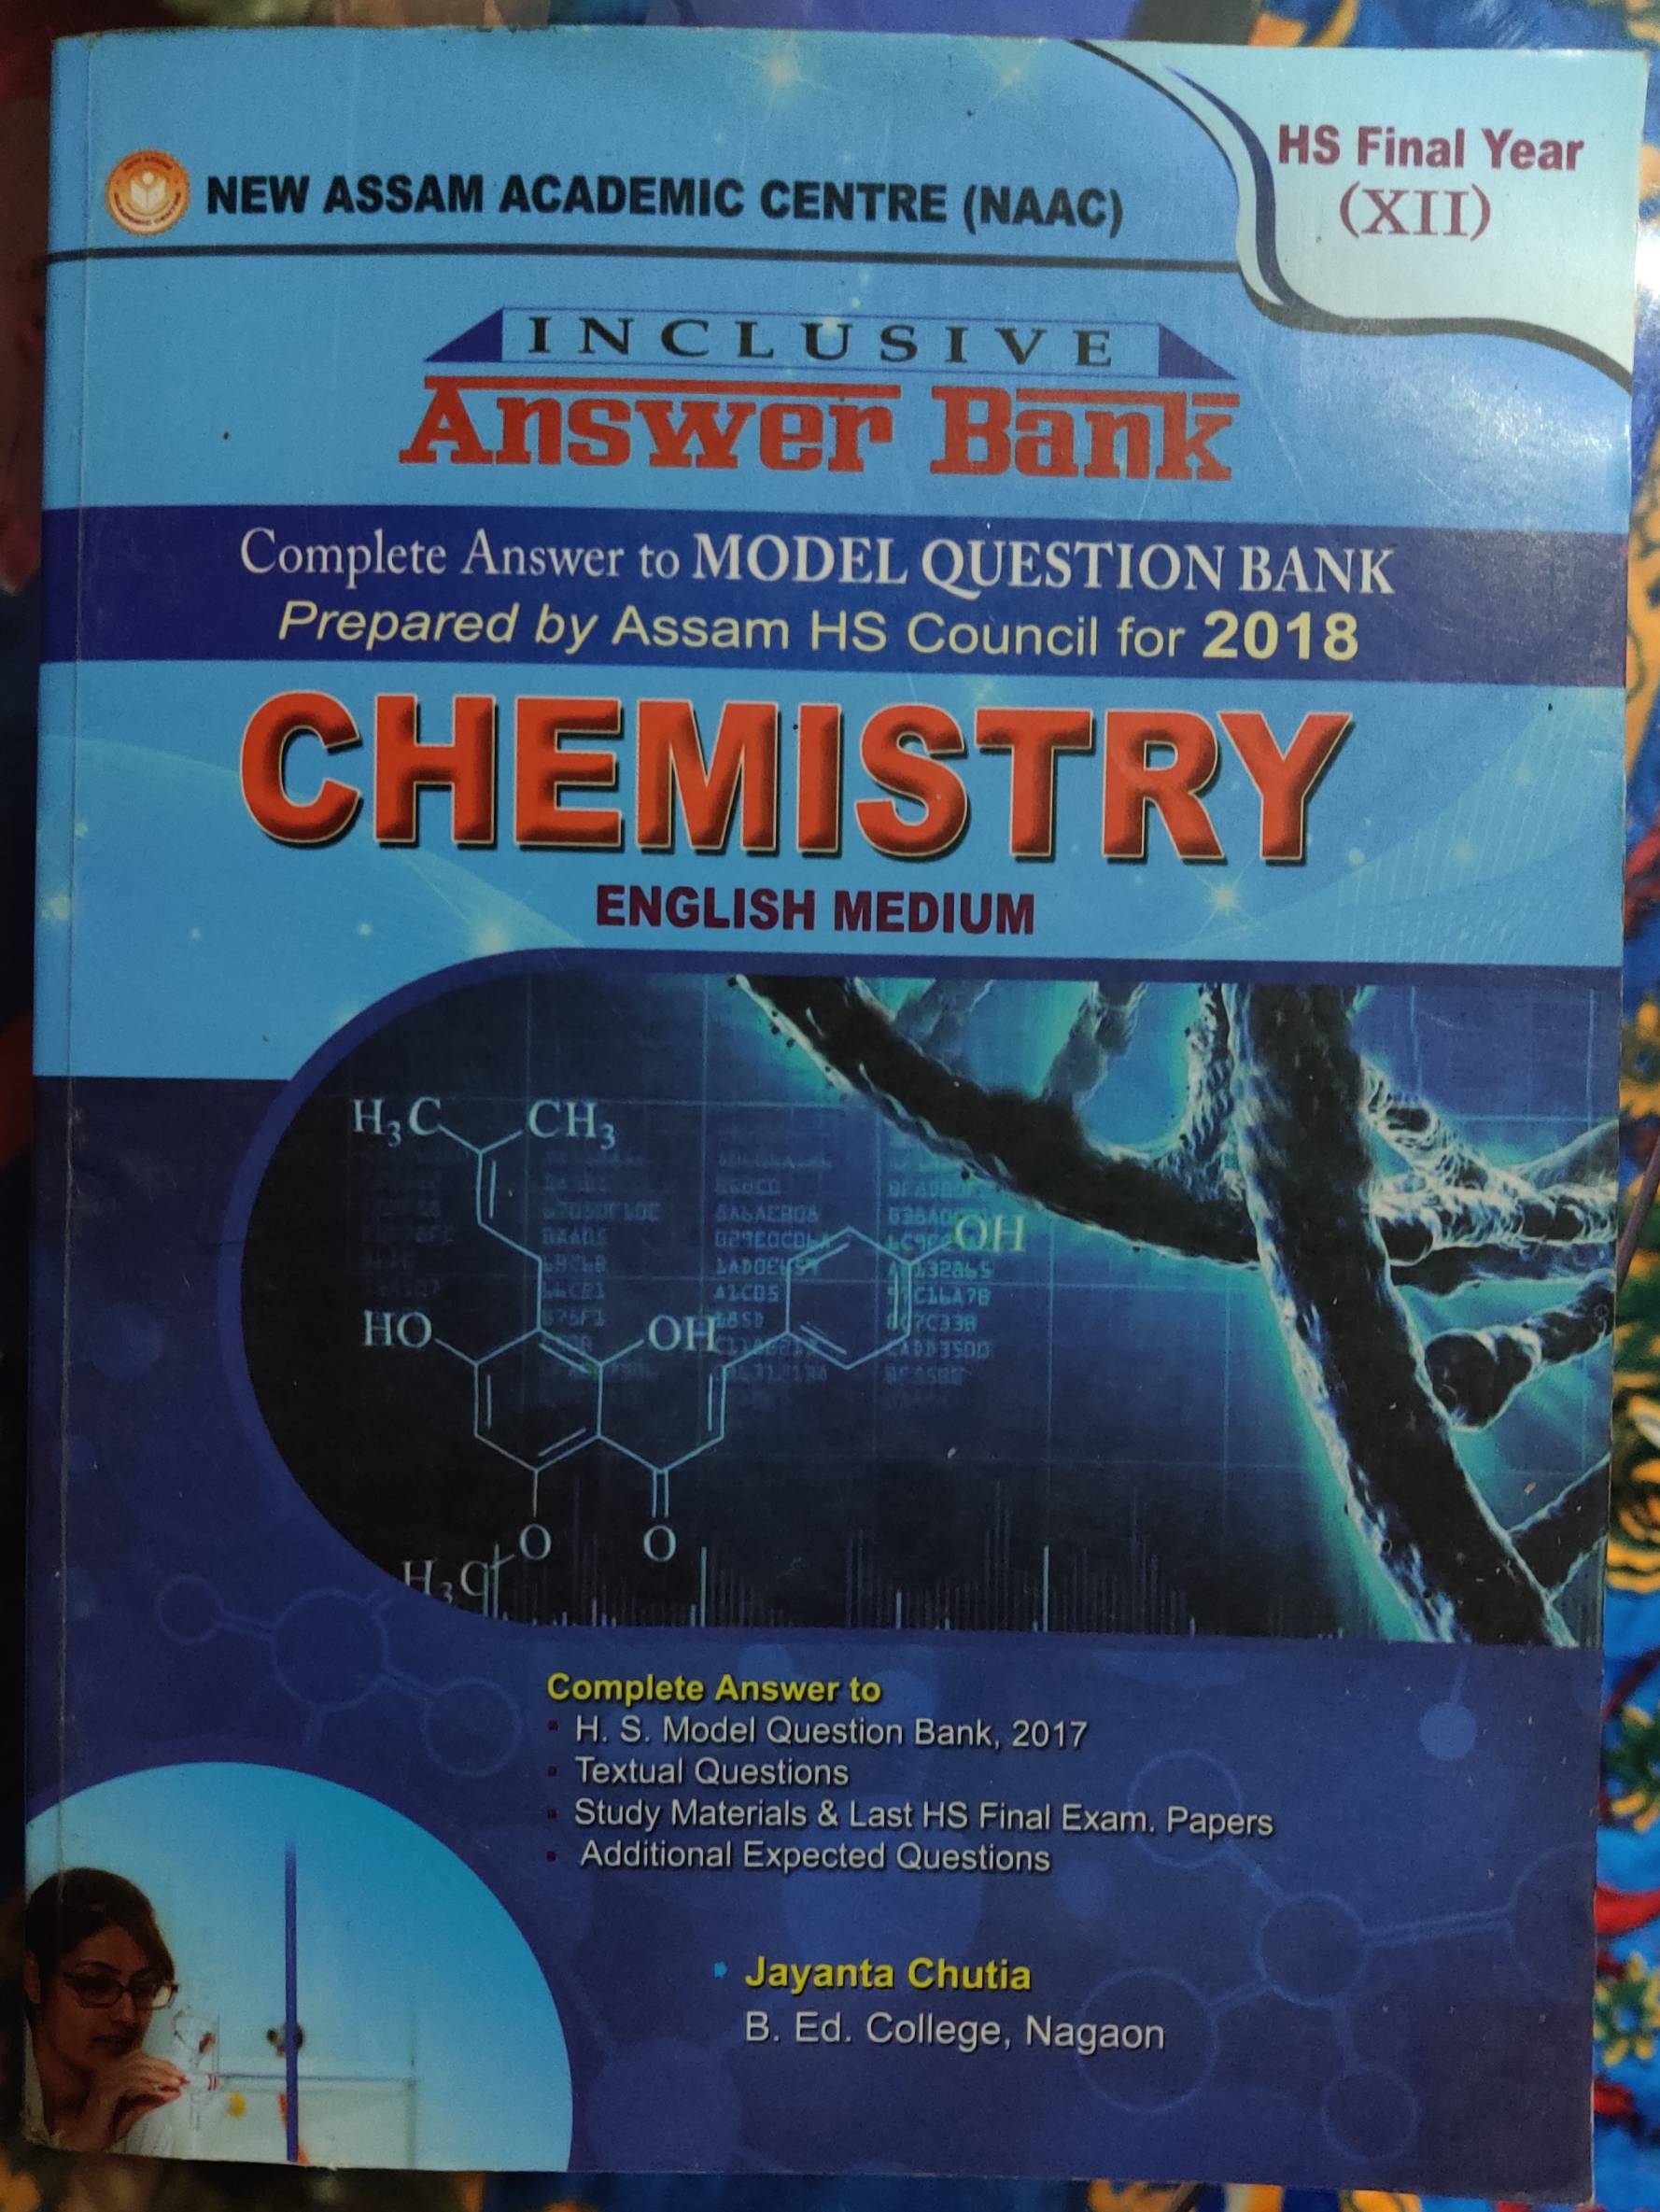 HS Final Year
(XII)
NEW ASSAM ACADEMIC CENTRE (NAAC)
INCLUSIVE
Answer Bank
Complete Answer to MODEL QUESTION BANK
Prepared by Assam HS Council for 2018
CHEMISTRY
ENGLISH MEDIUM
H₃C CH₃
OH
HO OH
O O
H₃C
Complete Answer to
H. S. Model Question Bank, 2017
Textual Questions
Study Materials & Last HS Final Exam. Papers
Additional Expected Questions
Jayanta Chutia
B. Ed. College, Nagaon